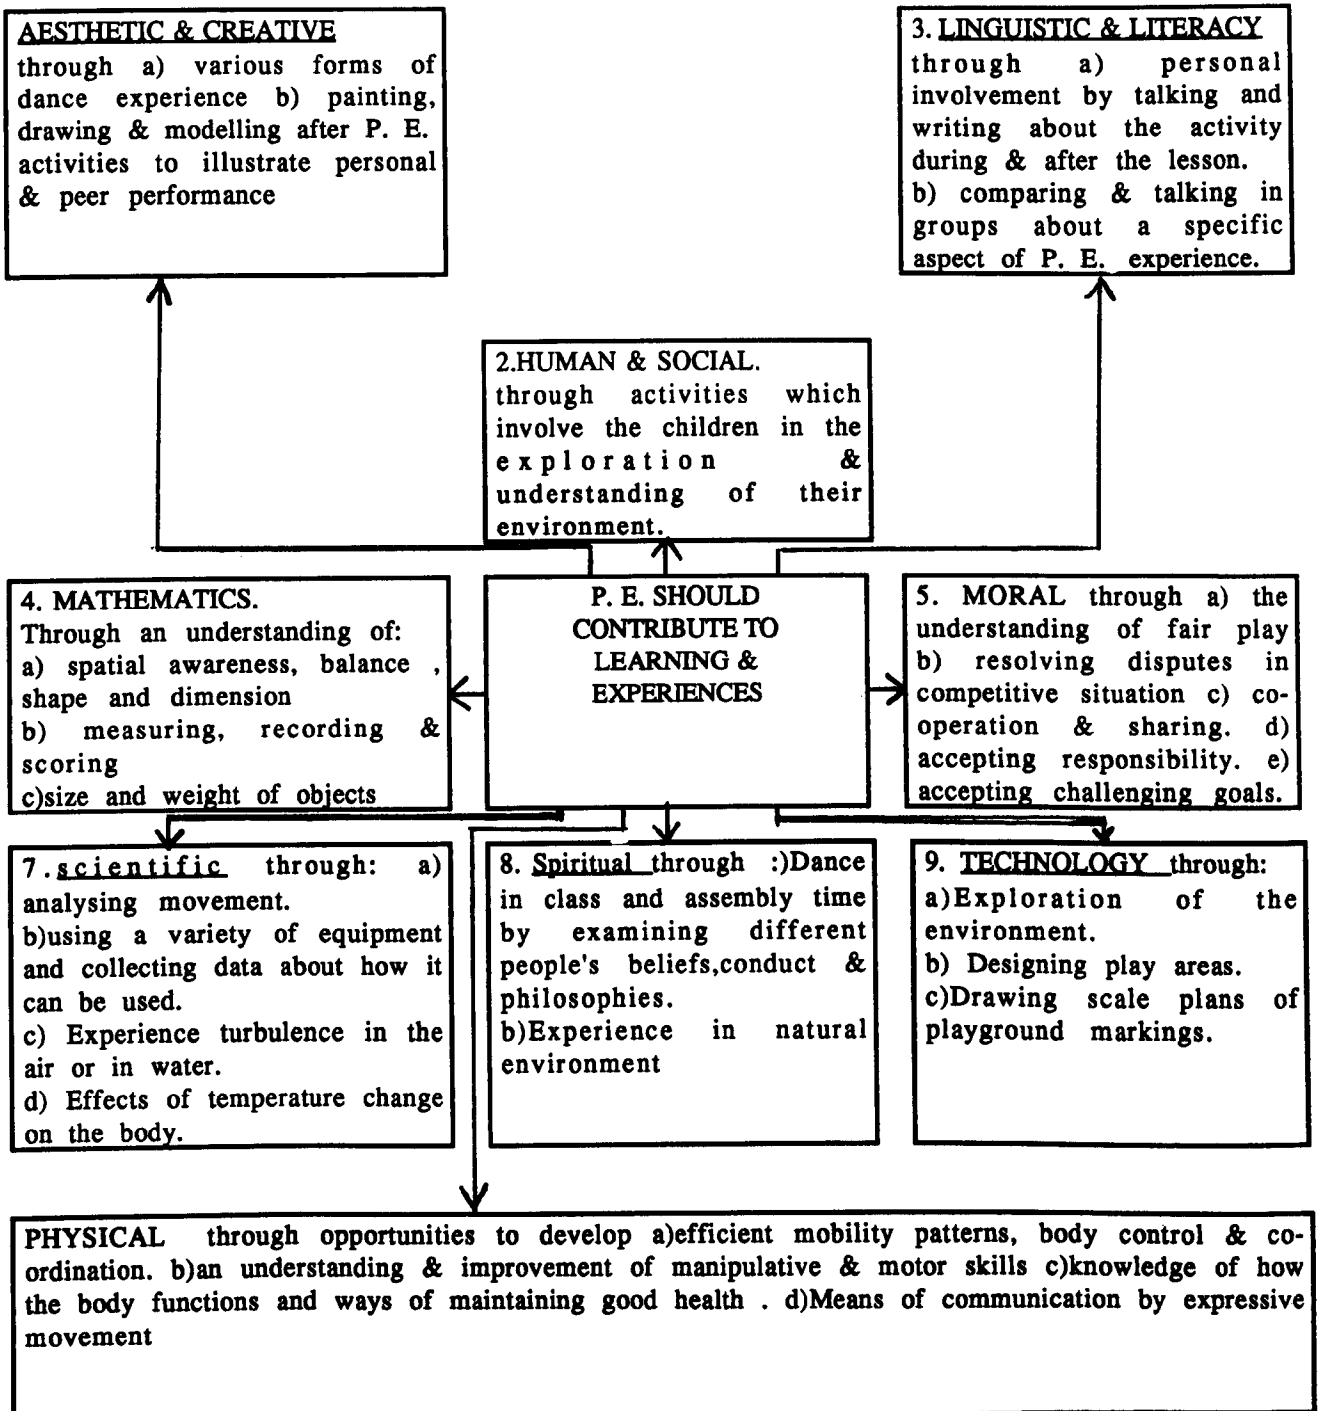 AESTHETIC & CREATIVE
through a) various forms of
dance experience b) painting,
drawing & modelling after P. E.
activities to illustrate personal
& peer performance
2.HUMAN & SOCIAL.
through activities which
involve the children in the
exploration &
understanding of their
environment.
3. LINGUISTIC & LITERACY
through a) personal
involvement by talking and
writing about the activity
during & after the lesson.
b) comparing & talking in
groups about a specific
aspect of P. E. experience.
4. MATHEMATICS.
Through an understanding of:
a) spatial awareness, balance ,
shape and dimension
b) measuring, recording &
scoring
c)size and weight of objects
P. E. SHOULD
CONTRIBUTE TO
LEARNING &
EXPERIENCES
5. MORAL through a) the
understanding of fair play
b) resolving disputes in
competitive situation c) co-
operation & sharing. d)
accepting responsibility. e)
accepting challenging goals.
7.scientific through: a)
analysing movement.
b)using a variety of equipment
and collecting data about how it
can be used.
c) Experience turbulence in the
air or in water.
d) Effects of temperature change
on the body.
8. Spiritual through :)Dance
in class and assembly time
by examining different
people's beliefs,conduct &
philosophies.
b)Experience in natural
environment
9. TECHNOLOGY through:
a)Exploration of the
environment.
b) Designing play areas.
c)Drawing scale plans of
playground markings.
PHYSICAL through opportunities to develop a)efficient mobility patterns, body control & co-
ordination. b)an understanding & improvement of manipulative & motor skills c)knowledge of how
the body functions and ways of maintaining good health . d)Means of communication by expressive
movement